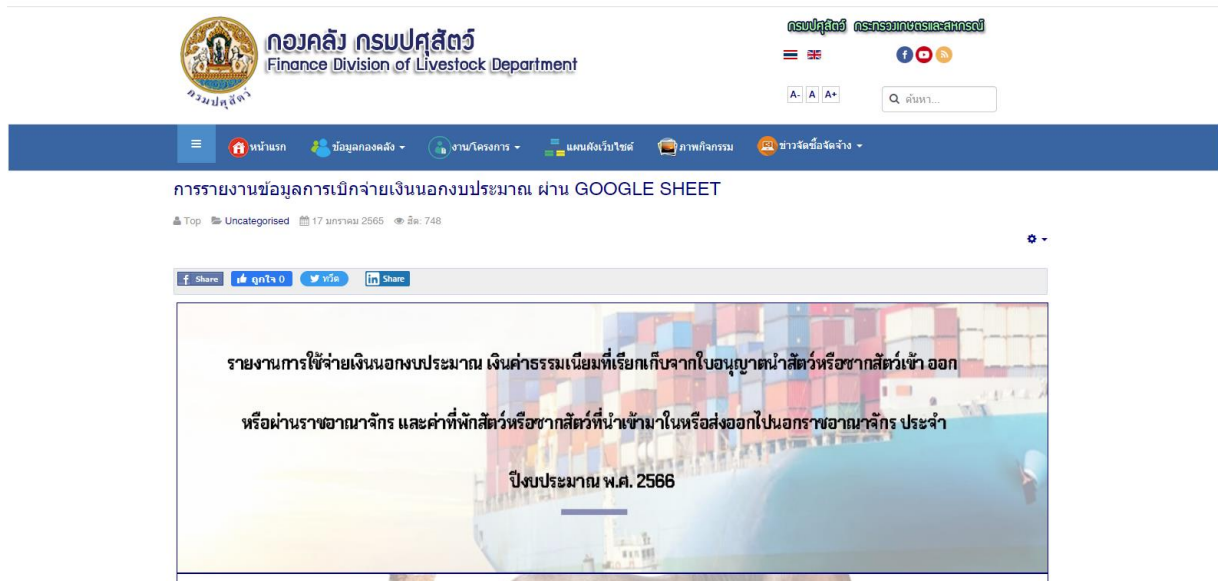 กรมปศุสัตว์ กระทรวงเกษตรและสหกรณ์
กองคลัง กรมปศุสัตว์
Finance Division of Livestock Department
กรมปศุสัตว์
A- A A+
ค้นหา...
หน้าแรก ข้อมูลกองคลัง งาน/โครงการ แผนผังเว็บไซต์ ภาพกิจกรรม ข่าวจัดซื้อจัดจ้าง
การรายงานข้อมูลการเบิกจ่ายเงินนอกงบประมาณ ผ่าน GOOGLE SHEET
Top Uncategorised 17 มกราคม 2565 ฮิต: 748
f Share ถูกใจ 0 ทวีต in Share
รายงานการใช้จ่ายเงินนอกงบประมาณ เงินค่าธรรมเนียมที่เรียกเก็บจากใบอนุญาตนำสัตว์หรือซากสัตว์เข้า ออก
หรือผ่านราชอาณาจักร และค่าที่พักสัตว์หรือซากสัตว์ที่นำเข้ามาในหรือส่งออกไปนอกราชอาณาจักร ประจำ
ปีงบประมาณ พ.ศ. 2566